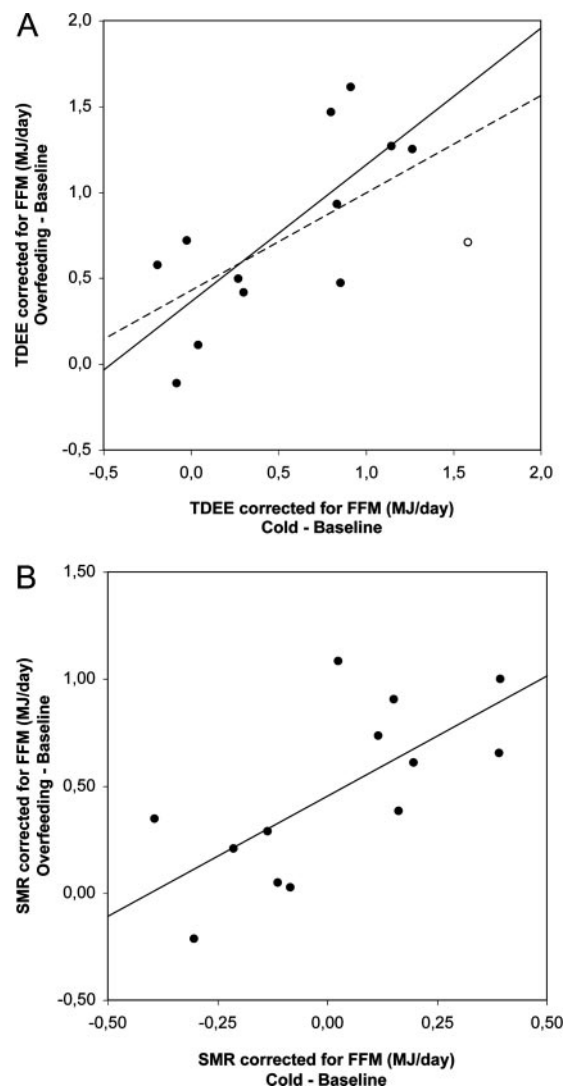 A
TDEE corrected for FFM (MJ/day)
Overfeeding - Baseline
2,0
1,5
1,0
0,5
0,0
-0,5
-0,5 0,0 0,5 1,0 1,5 2,0
TDEE corrected for FFM (MJ/day)
Cold - Baseline
B
SMR corrected for FFM (MJ/day)
Overfeeding - Baseline
1,50
1,00
0,50
0,00
-0,50
-0,50 -0,25 0,00 0,25 0,50
SMR corrected for FFM (MJ/day)
Cold - Baseline